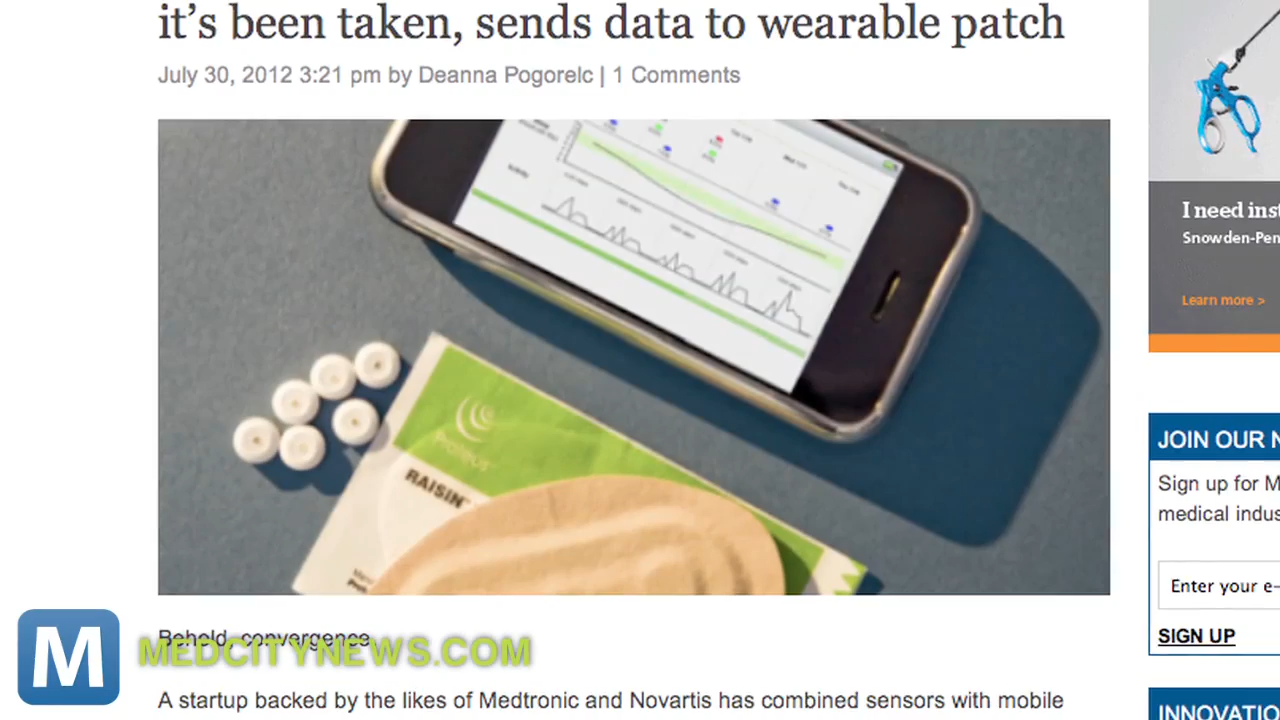 it’s been taken, sends data to wearable patch
July 30, 2012 3:21 pm by Deanna Pogorelc | 1 Comments
PROTEUS
RAISIN
I need inst
Snowden-Pen
Learn more >
JOIN OUR N
Sign up for M
medical indus
Enter your e-
SIGN UP
Behold, convergence.
M MEDCITYNEWS.COM
A startup backed by the likes of Medtronic and Novartis has combined sensors with mobile
INNOVATIO